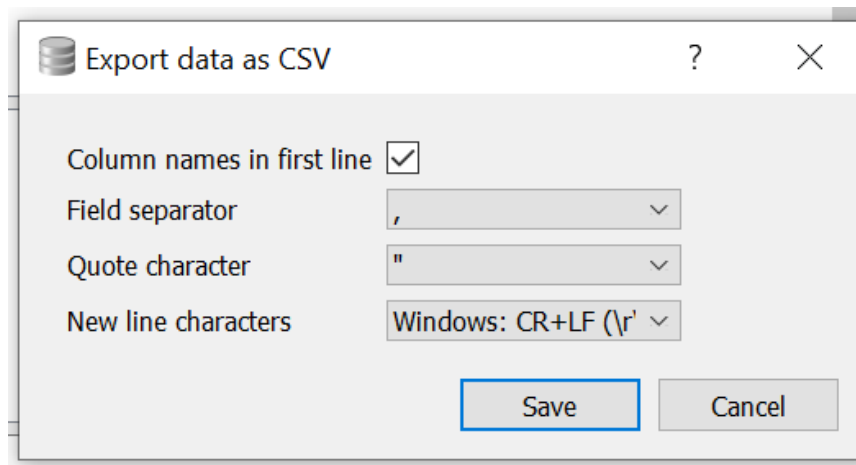 Export data as CSV ?
Column names in first line
Field separator ,
Quote character "
New line characters Windows: CR+LF (\r'
Save Cancel